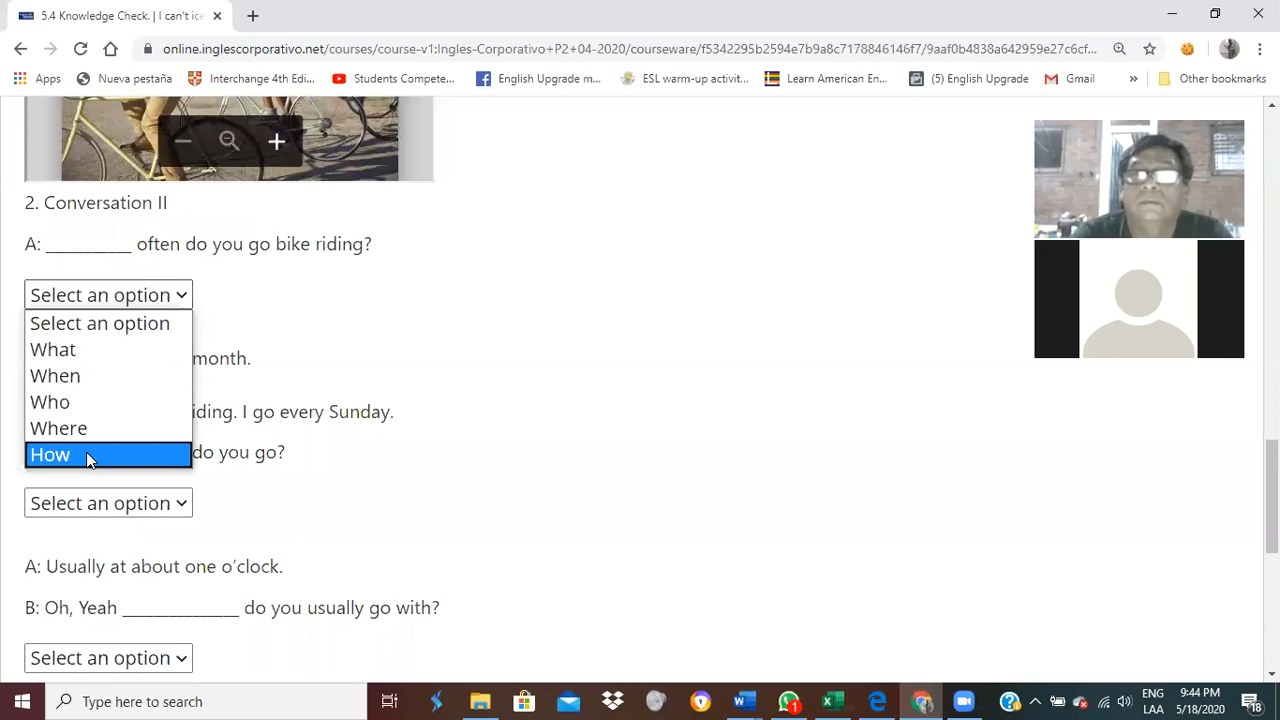 5.4 Knowledge Check. | I can't ice
online.inglescorporativo.net/courses/course-v1:Ingles-Corporativo+P2+04-2020/courseware/f5342295b2594e7b9a8c7178846146f7/9aaf0b4838a642959e27c6cf...
Apps Nueva pestaña Interchange 4th Edi... Students Compete... English Upgrade m... ESL warm-up activit... Learn American En... (5) English Upgrade Gmail » Other bookmarks
2. Conversation II
A: ___________ often do you go bike riding?
Select an option
Select an option
What
month.
When
Who
iding. I go every Sunday.
Where
How
do you go?
Select an option
A: Usually at about one o’clock.
B: Oh, Yeah ______________ do you usually go with?
Select an option
Type here to search
ENG 9:44 PM
LAA 5/18/2020
18